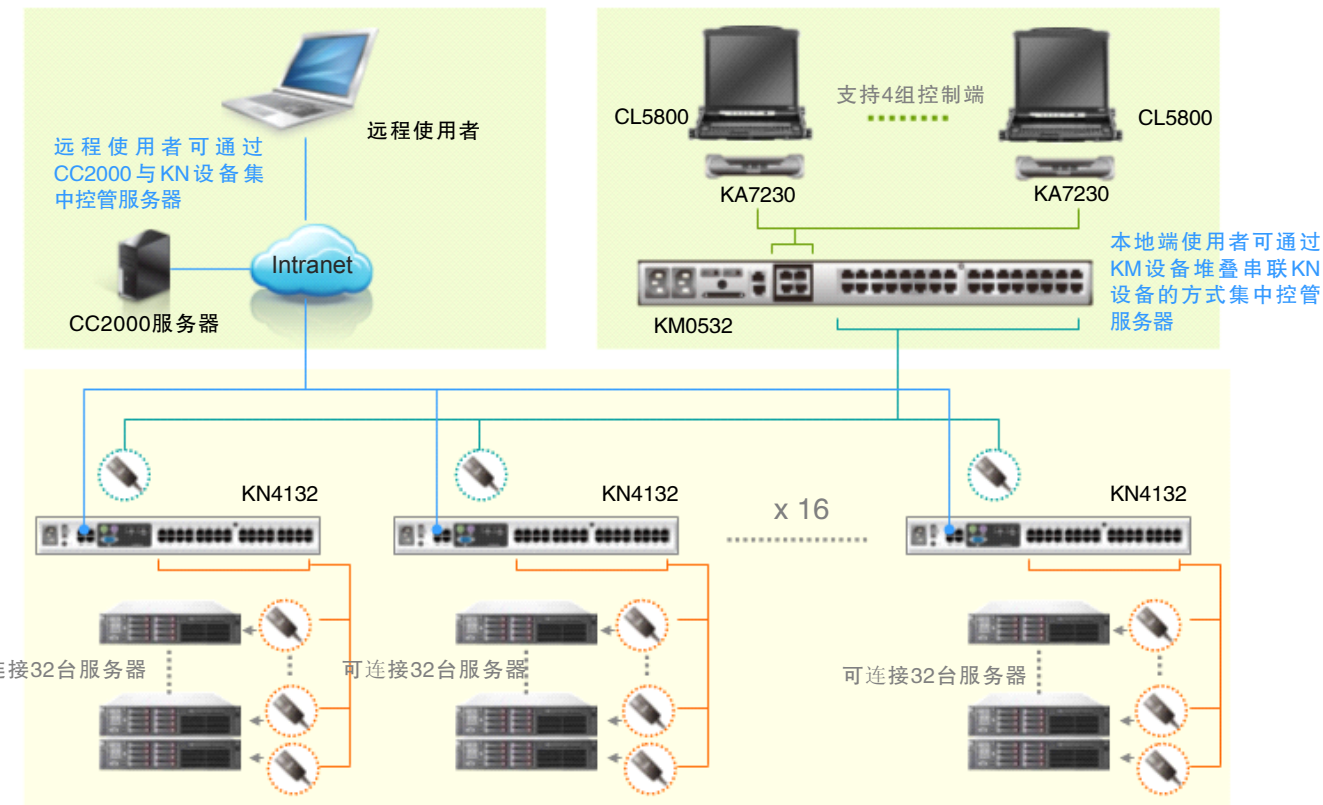 远程使用者
远程使用者可通过
CC2000与KN设备集
中控管服务器
Intranet
CC2000服务器
CL5800
支持4组控制端
CL5800
KA7230
KA7230
本地端使用者可通过
KM设备堆叠串联KN
设备的方式集中控管
服务器
KM0532
KN4132
KN4132
x 16
KN4132
连接32台服务器
可连接32台服务器
可连接32台服务器